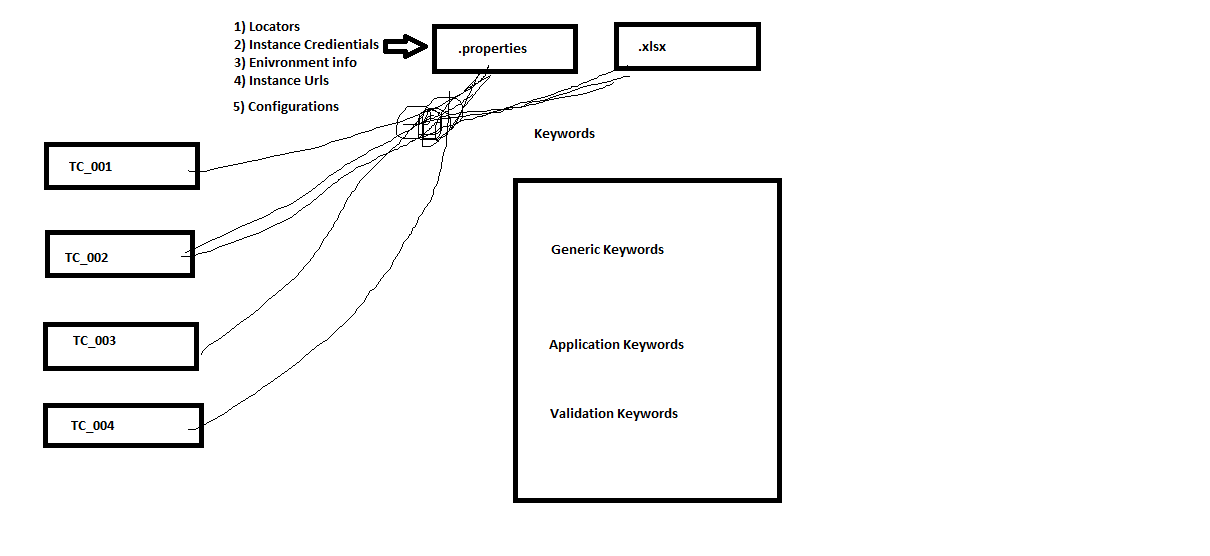 1) Locators
2) Instance Credientials
3) Enivronment info
4) Instance Urls
5) Configurations
.properties
.xlsx
Keywords
TC_001
TC_002
TC_003
TC_004
Generic Keywords
Application Keywords
Validation Keywords